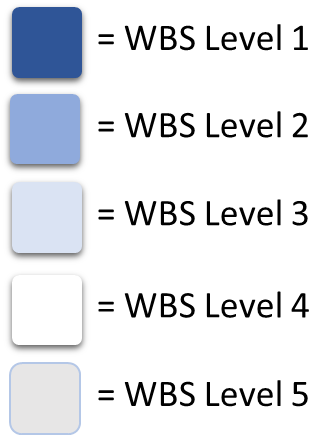 = WBS Level 1
= WBS Level 2
= WBS Level 3
= WBS Level 4
= WBS Level 5